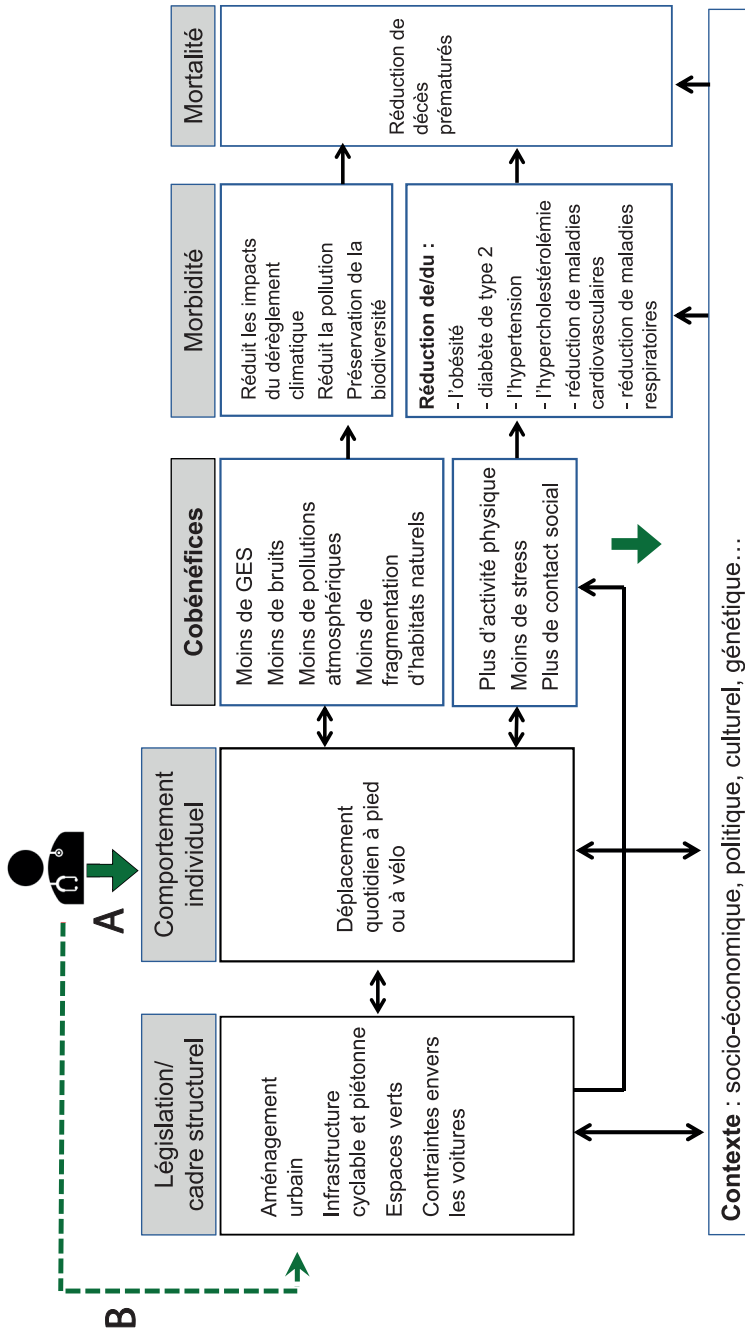 A
B
Législation/
cadre structurel
Aménagement
urbain
Infrastructure
cyclable et piétonne
Espaces verts
Contraintes envers
les voitures
Comportement
individuel
Déplacement
quotidien à pied
ou à vélo
Cobénéfices
Moins de GES
Moins de bruits
Moins de pollutions
atmosphériques
Moins de
fragmentation
d'habitats naturels
Plus d'activité physique
Moins de stress
Plus de contact social
Morbidité
Réduit les impacts
du dérèglement
climatique
Réduit la pollution
Préservation de la
biodiversité
Réduction de/du :
- l'obésité
- diabète de type 2
- l'hypertension
- l'hypercholestérolémie
- réduction de maladies
cardiovasculaires
- réduction de maladies
respiratoires
Mortalité
Réduction de
décès
prématurés
Contexte : socio-économique, politique, culturel, génétique...